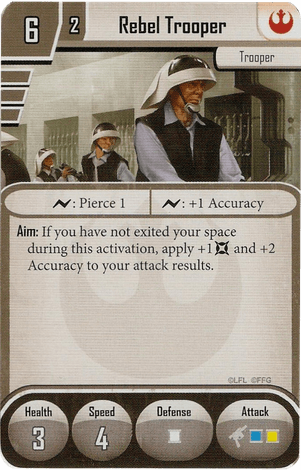 6 2 Rebel Trooper
Trooper
: Pierce 1 : +1 Accuracy
Aim: If you have not exited your space
during this activation, apply +1 and +2
Accuracy to your attack results.
©LFL ©FFG
Health Speed Defense Attack
3 4